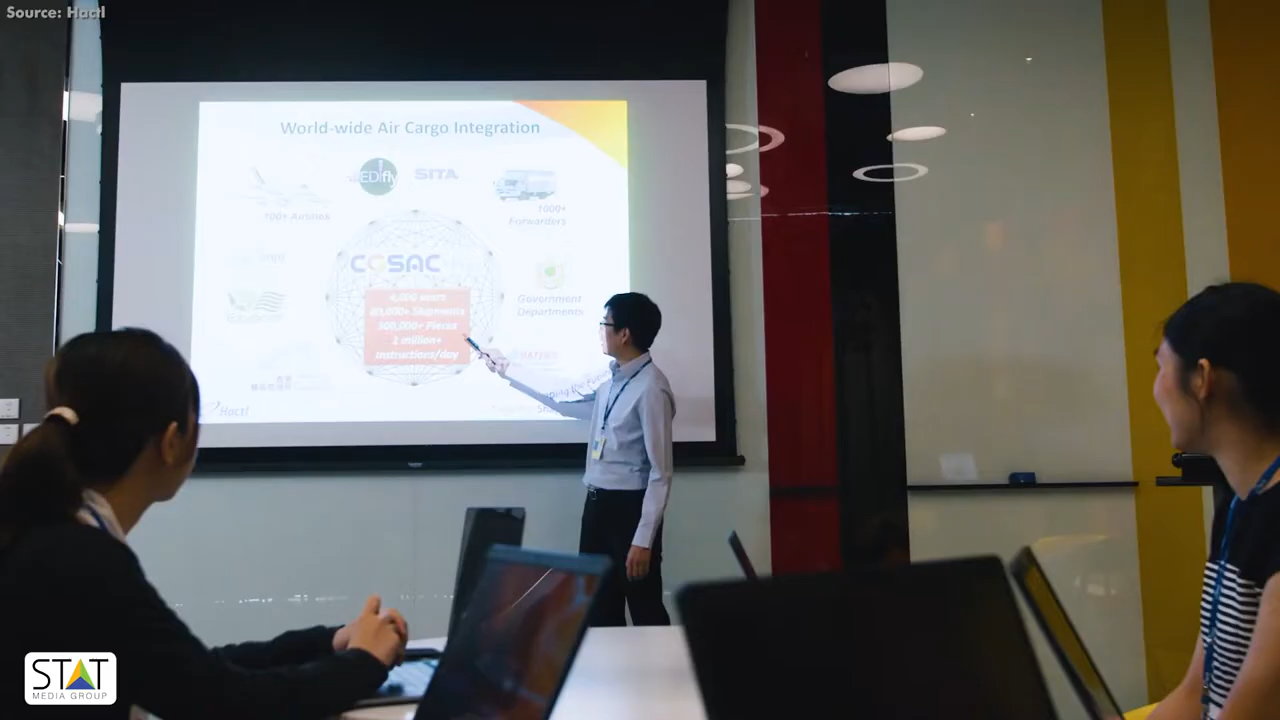 Source: Hactl
World-wide Air Cargo Integration
EDIfly
SITA
100+ Airlines
1000+
Forwarders
COSAC
4,000 users
80,000+ Shipments
500,000+ Pieces
1 million+
instructions/day
Government
Departments
Hactl
STAT
MEDIA GROUP